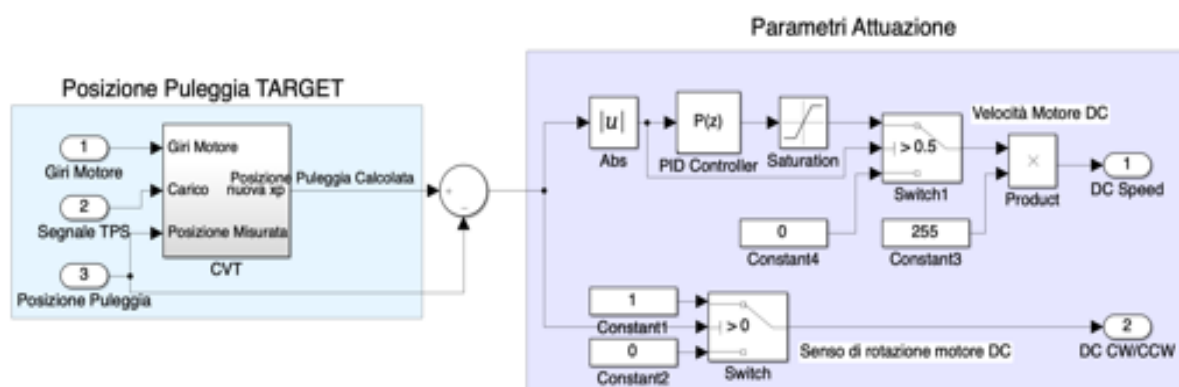 Parametri Attuazione
Posizione Puleggia TARGET
1
Giri Motore
2
Segnale TPS
3
Posizione Puleggia
Giri Motore
Carico
Posizione Misurata
nuova xp
CVT
Posizione Puleggia Calcolata
+
−
|u|
Abs
P(z)
PID Controller
Saturation
> 0.5
Switch1
Velocità Motore DC
×
Product
1
DC Speed
0
Constant4
255
Constant3
1
Constant1
0
Constant2
> 0
Switch
Senso di rotazione motore DC
2
DC CW/CCW